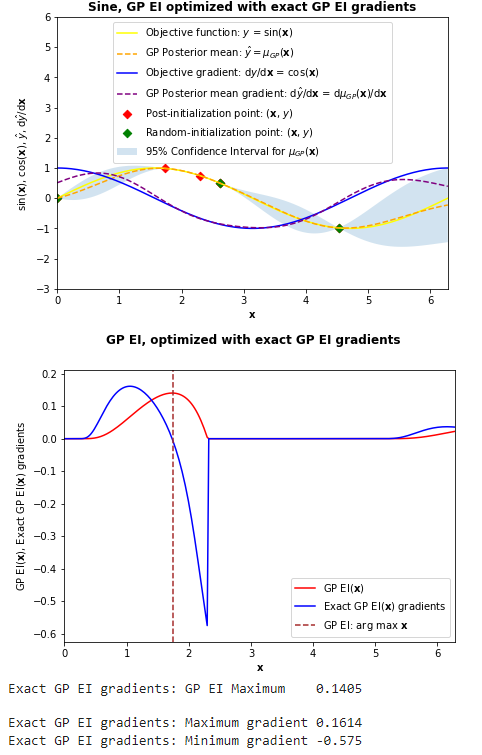 Sine, GP EI optimized with exact GP EI gradients
6
5
4
3
2
1
0
−1
−2
−3
sin(x), cos(x), ŷ, dŷ/dx
Objective function: y = sin(x)
GP Posterior mean: ŷ = μGP(x)
Objective gradient: dy/dx = cos(x)
GP Posterior mean gradient: dŷ/dx = dμGP(x)/dx
Post-initialization point: (x, y)
Random-initialization point: (x, y)
95% Confidence Interval for μGP(x)
0 1 2 3 4 5 6
x
GP EI, optimized with exact GP EI gradients
0.2
0.1
0.0
−0.1
−0.2
−0.3
−0.4
−0.5
−0.6
GP EI(x), Exact GP EI(x) gradients
GP EI(x)
Exact GP EI(x) gradients
GP EI: arg max x
0 1 2 3 4 5 6
x
Exact GP EI gradients: GP EI Maximum 0.1405
Exact GP EI gradients: Maximum gradient 0.1614
Exact GP EI gradients: Minimum gradient -0.575